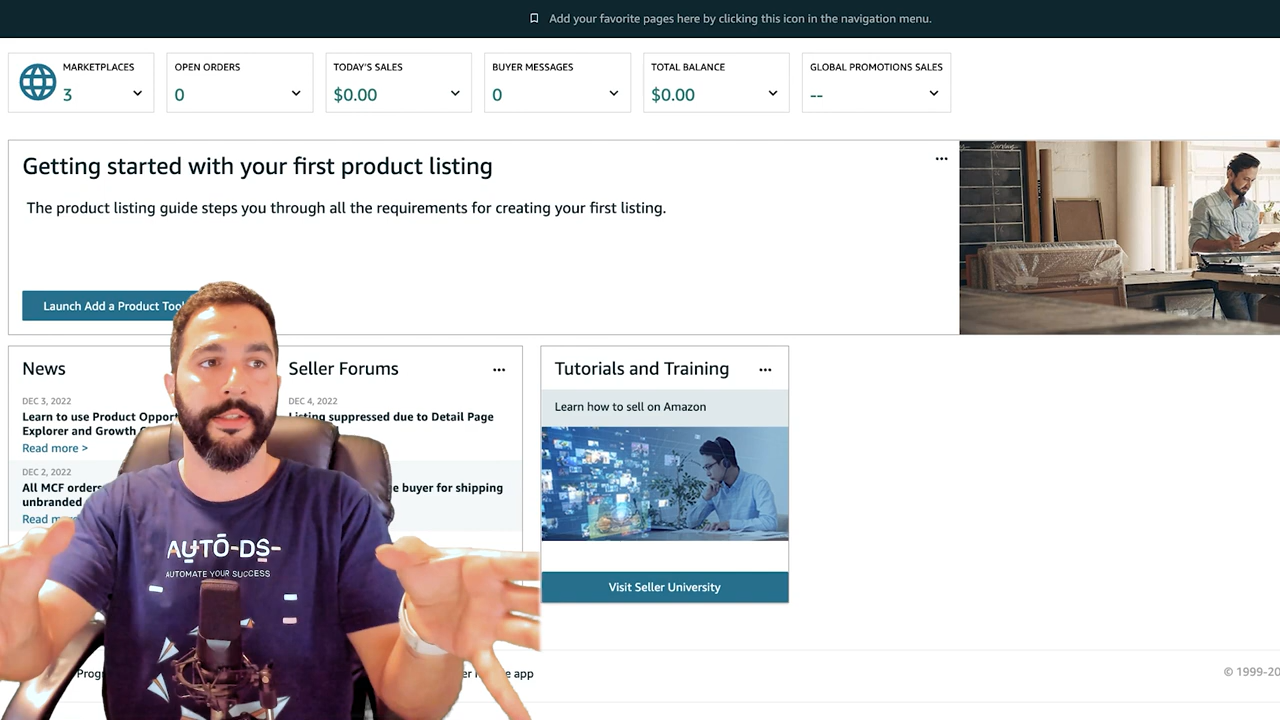 Add your favorite pages here by clicking this icon in the navigation menu.
MARKETPLACES
3
OPEN ORDERS
0
TODAY'S SALES
$0.00
BUYER MESSAGES
0
TOTAL BALANCE
$0.00
GLOBAL PROMOTIONS SALES
--
Getting started with your first product listing
The product listing guide steps you through all the requirements for creating your first listing.
Launch Add a Product
News
DEC 3, 2022
Learn to use Product
Explorer and Growth
Read more >
DEC 2, 2022
All MCF orders
unbranded
Read
Seller Forums
DEC 4, 2022
Listing suppressed due to Detail Page
buyer for shipping
Tutorials and Training
Learn how to sell on Amazon
Visit Seller University
AUTO-DS-
AUTOMATE YOUR SUCCESS
app
© 1999-20